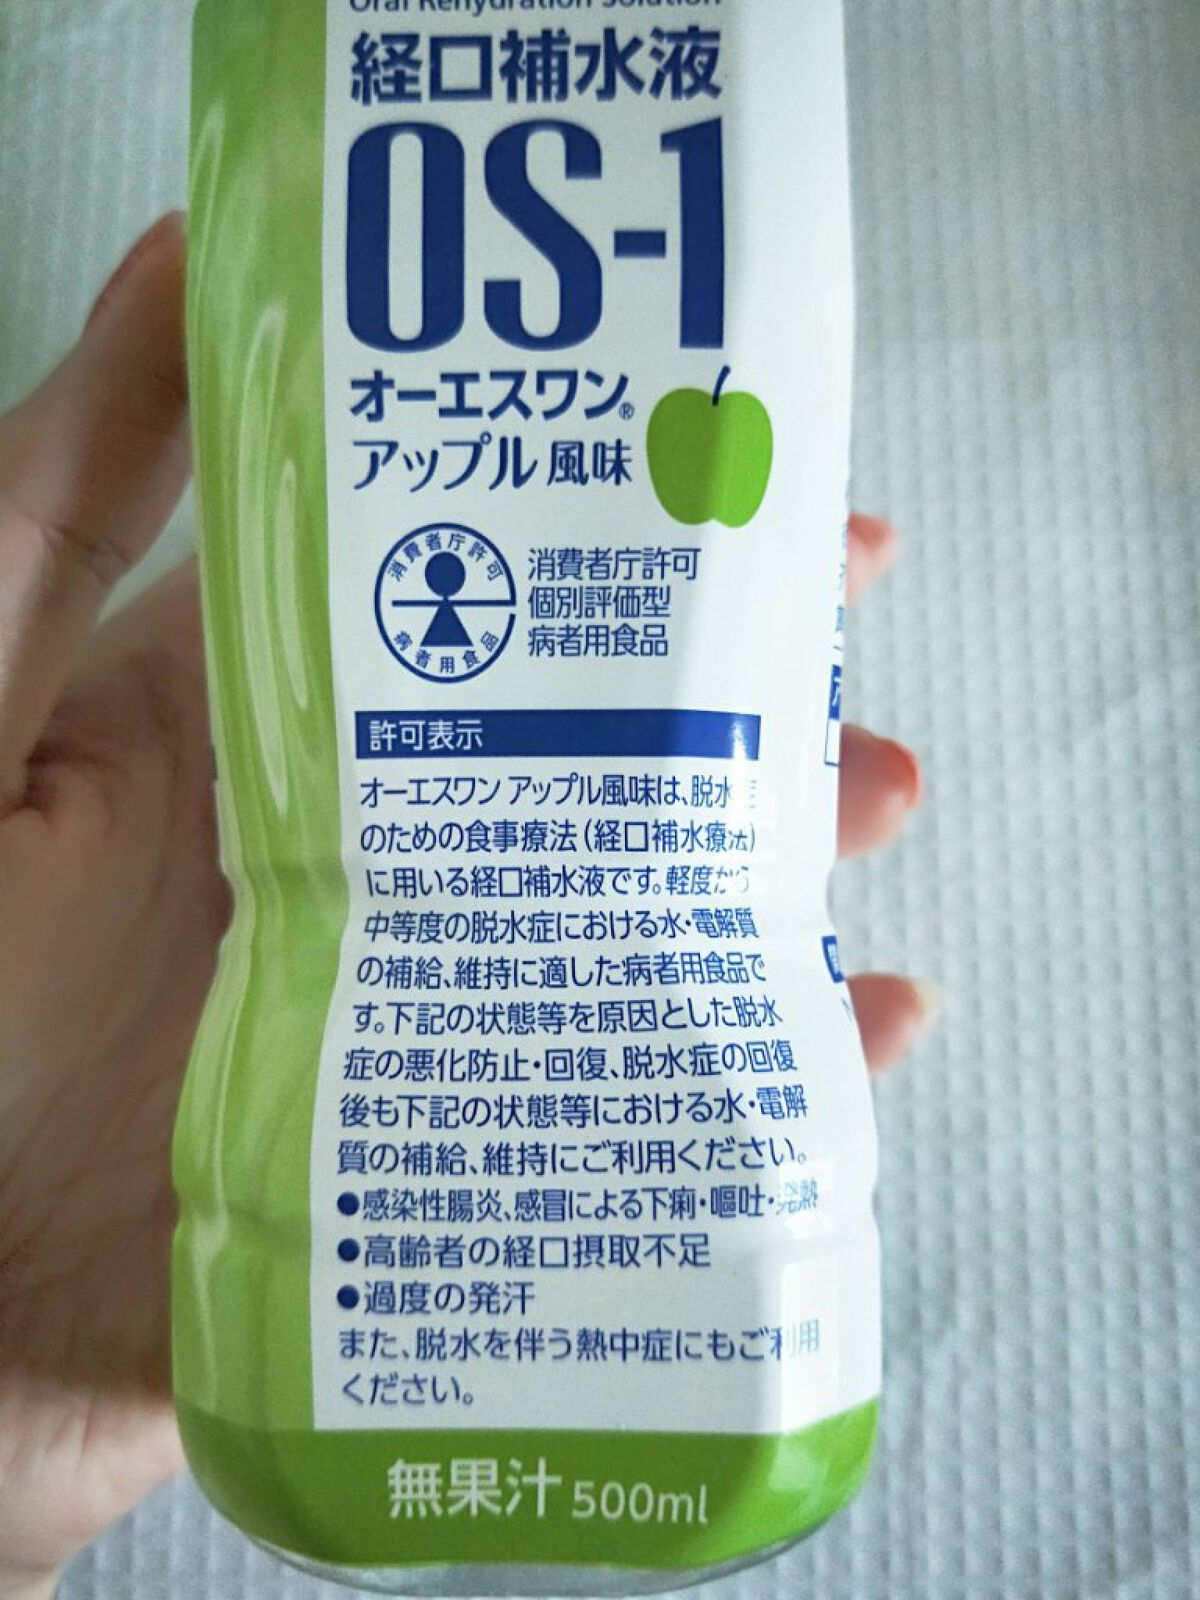 Oral Rehydration Solution
経口補水液
OS-1
オーエスワン®
アップル風味
消費者庁許可
病者用食品
消費者庁許可
個別評価型
病者用食品
許可表示
オーエスワン アップル風味は、脱水症
のための食事療法(経口補水療法)
に用いる経口補水液です。軽度から
中等度の脱水症における水・電解質
の補給、維持に適した病者用食品で
す。下記の状態等を原因とした脱水
症の悪化防止・回復、脱水症の回復
後も下記の状態等における水・電解
質の補給、維持にご利用ください。
●感染性腸炎、感冒による下痢・嘔吐・発熱
●高齢者の経口摂取不足
●過度の発汗
また、脱水を伴う熱中症にもご利用
ください。
無果汁 500ml